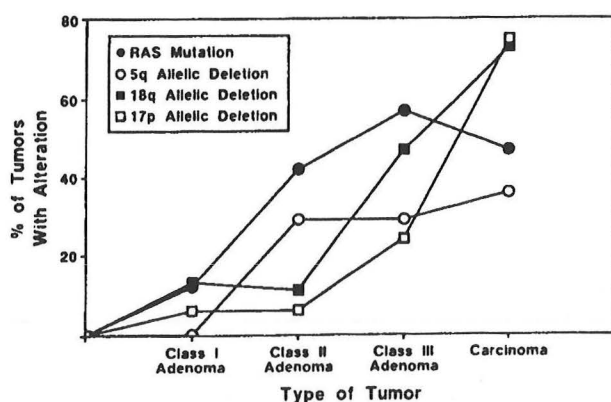 80
60
40
20
% of Tumors
With Alteration
RAS Mutation
5q Allelic Deletion
18q Allelic Deletion
17p Allelic Deletion
Class I
Adenoma
Class II
Adenoma
Class III
Adenoma
Carcinoma
Type of Tumor